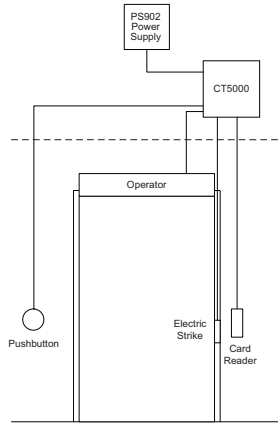 PS902
Power
Supply
CT5000
Operator
Electric
Strike
Pushbutton
Card
Reader